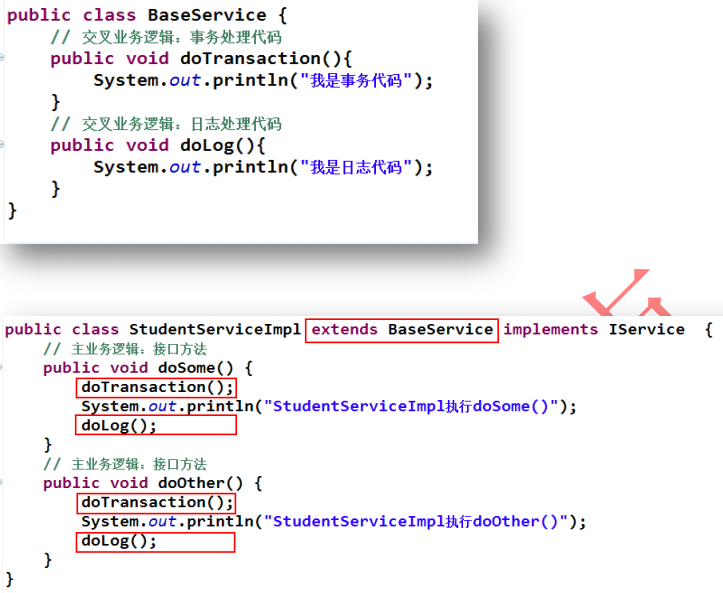 public class BaseService {
// 交叉业务逻辑：事务处理代码
public void doTransaction(){
System.out.println("我是事务代码");
}
// 交叉业务逻辑：日志处理代码
public void doLog(){
System.out.println("我是日志代码");
}
}
public class StudentServiceImpl extends BaseService implements IService {
// 主业务逻辑：接口方法
public void doSome() {
doTransaction();
System.out.println("StudentServiceImpl执行doSome()");
doLog();
}
// 主业务逻辑：接口方法
public void doOther() {
doTransaction();
System.out.println("StudentServiceImpl执行doOther()");
doLog();
}
}